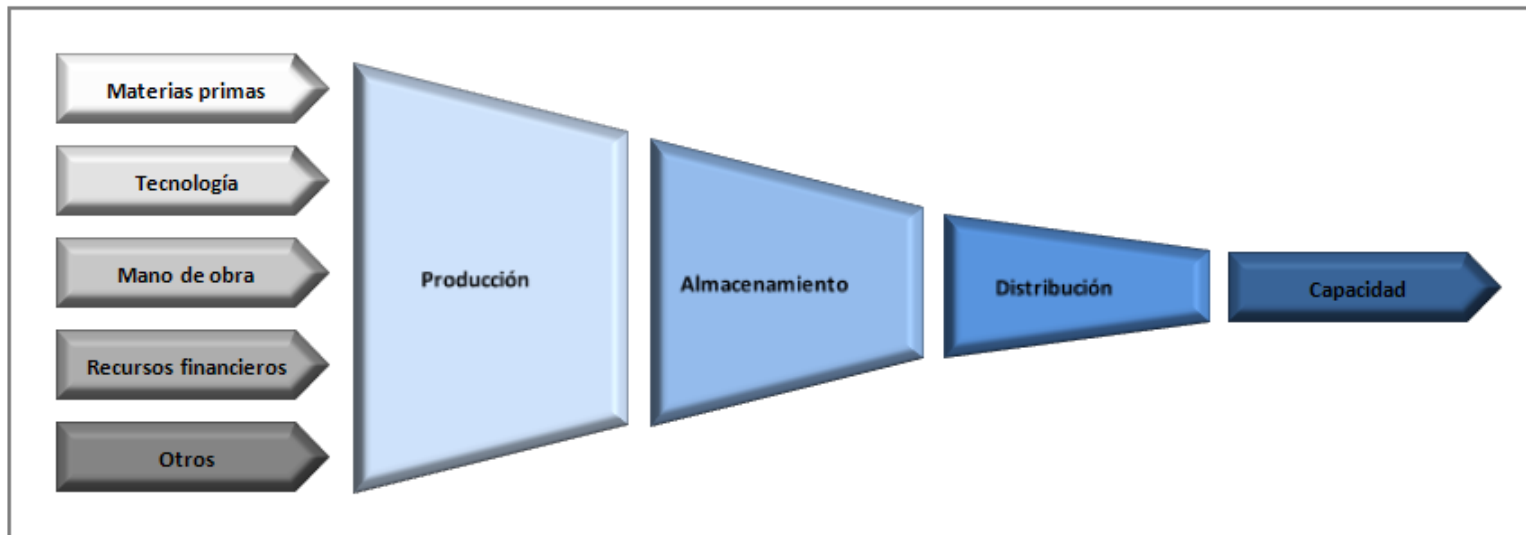 Materias primas
Tecnología
Mano de obra
Recursos financieros
Otros
Producción
Almacenamiento
Distribución
Capacidad